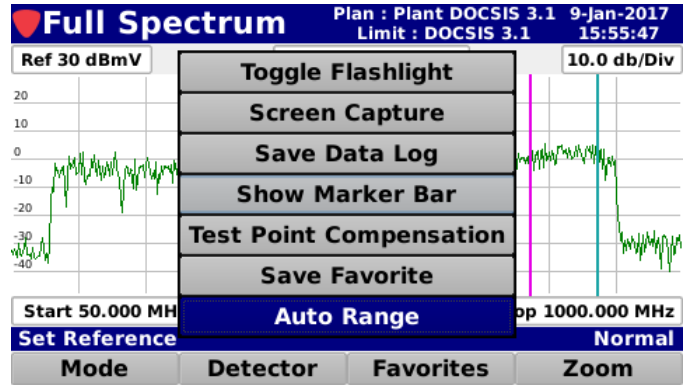 Full Spectrum
Plan : Plant DOCSIS 3.1 9-Jan-2017
Limit : DOCSIS 3.1 15:55:47
Ref 30 dBmV
10.0 db/Div
Toggle Flashlight
Screen Capture
Save Data Log
Show Marker Bar
Test Point Compensation
Save Favorite
Auto Range
20
10
0
-10
-20
-30
-40
Start 50.000 MH
op 1000.000 MHz
Set Reference
Normal
Mode
Detector
Favorites
Zoom